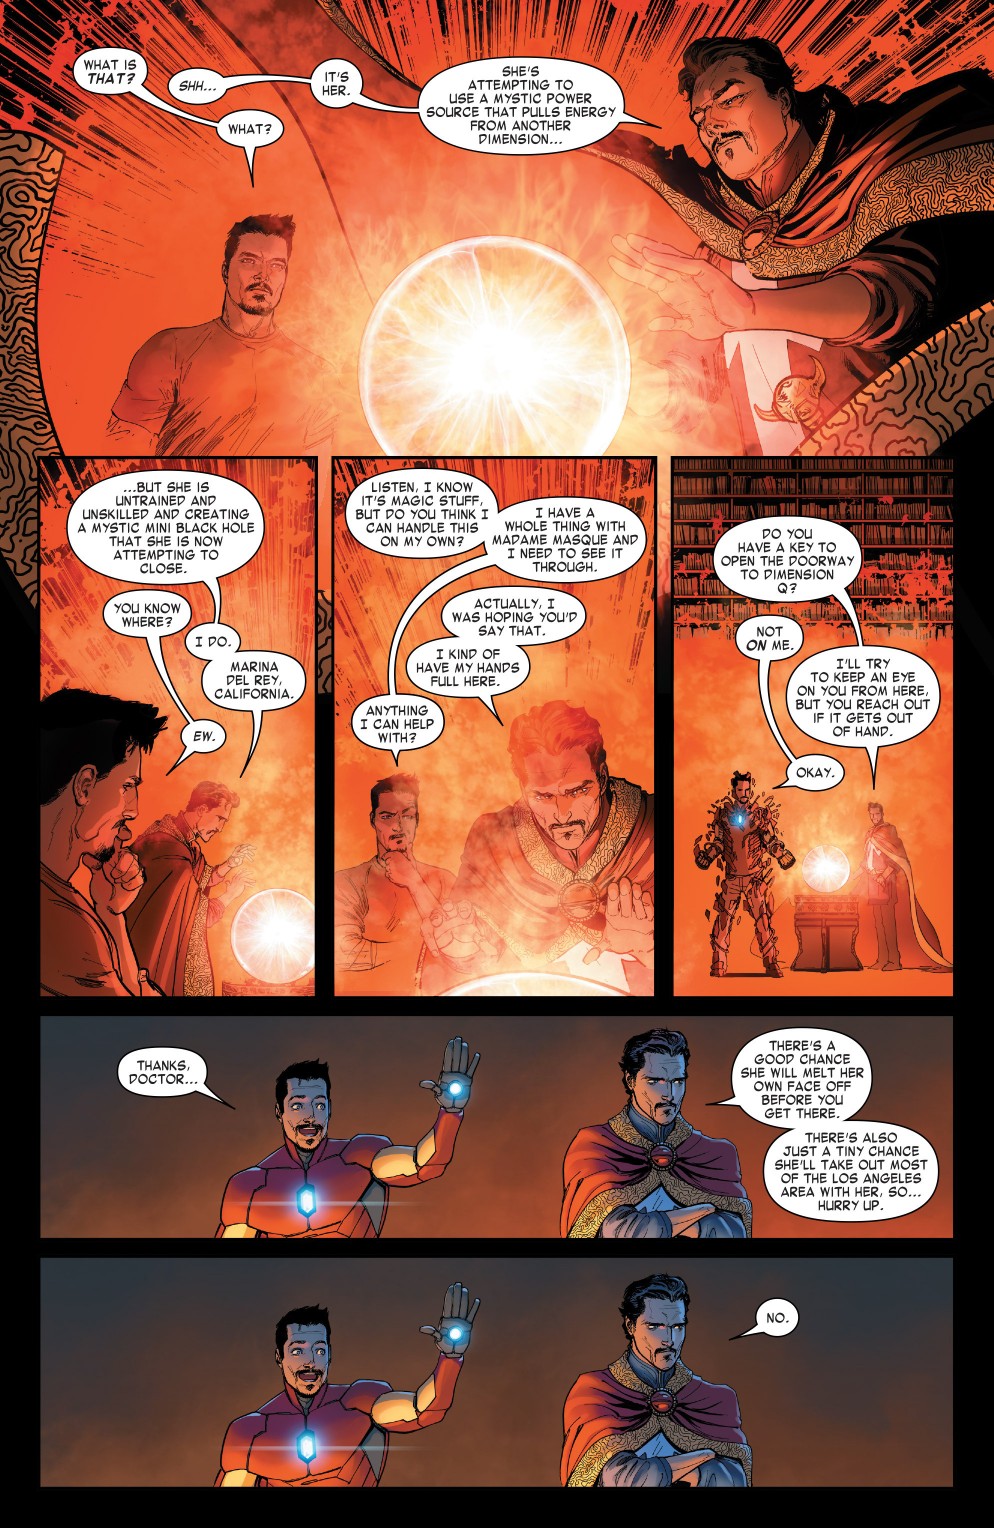 WHAT IS
THAT?
SHH...
WHAT?
IT'S
HER.
SHE'S
ATTEMPTING TO
USE A MYSTIC POWER
SOURCE THAT PULLS ENERGY
FROM ANOTHER
DIMENSION...
...BUT SHE IS
UNTRAINED AND
UNSKILLED AND CREATING
A MYSTIC MINI BLACK HOLE
THAT SHE IS NOW
ATTEMPTING TO
CLOSE.
YOU KNOW
WHERE?
I DO.
MARINA
DEL REY,
CALIFORNIA.
EW.
LISTEN, I KNOW
IT'S MAGIC STUFF,
BUT DO YOU THINK I
CAN HANDLE THIS
ON MY OWN?
I HAVE A
WHOLE THING WITH
MADAME MASQUE AND
I NEED TO SEE IT
THROUGH.
ACTUALLY, I
WAS HOPING YOU'D
SAY THAT.
I KIND OF
HAVE MY HANDS
FULL HERE.
ANYTHING
I CAN HELP
WITH?
DO YOU
HAVE A KEY TO
OPEN THE DOORWAY
TO DIMENSION
Q?
NOT
ON ME.
I'LL TRY
TO KEEP AN EYE
ON YOU FROM HERE,
BUT YOU REACH OUT
IF IT GETS OUT
OF HAND.
OKAY.
THANKS,
DOCTOR...
THERE'S A
GOOD CHANCE
SHE WILL MELT HER
OWN FACE OFF
BEFORE YOU
GET THERE.
THERE'S ALSO
JUST A TINY CHANCE
SHE'LL TAKE OUT MOST
OF THE LOS ANGELES
AREA WITH HER, SO...
HURRY UP.
NO.